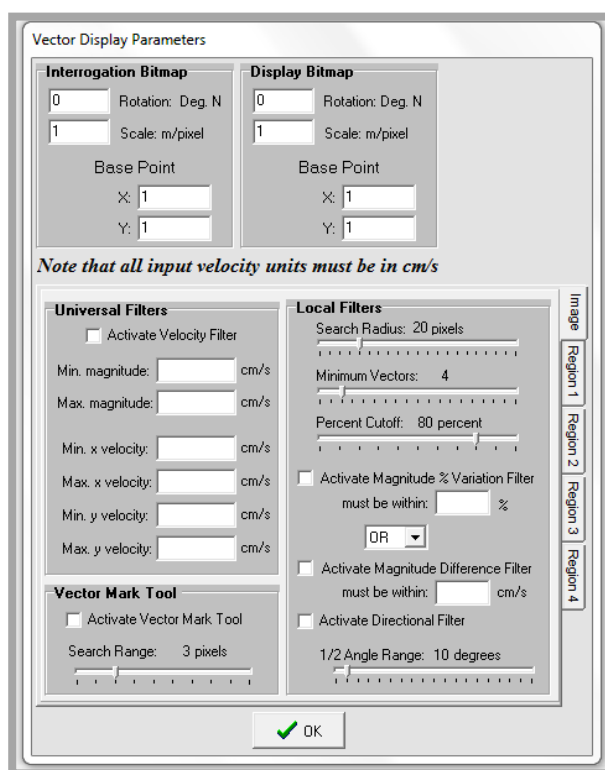 Vector Display Parameters
Interrogation Bitmap
0 Rotation: Deg. N
1 Scale: m/pixel
Base Point
X: 1
Y: 1
Display Bitmap
0 Rotation: Deg. N
1 Scale: m/pixel
Base Point
X: 1
Y: 1
Note that all input velocity units must be in cm/s
Universal Filters
Activate Velocity Filter
Min. magnitude: cm/s
Max. magnitude: cm/s
Min. x velocity: cm/s
Max. x velocity: cm/s
Min. y velocity: cm/s
Max. y velocity: cm/s
Vector Mark Tool
Activate Vector Mark Tool
Search Range: 3 pixels
Local Filters
Search Radius: 20 pixels
Minimum Vectors: 4
Percent Cutoff: 80 percent
Activate Magnitude % Variation Filter
must be within: %
OR
Activate Magnitude Difference Filter
must be within: cm/s
Activate Directional Filter
1/2 Angle Range: 10 degrees
Image
Region 1
Region 2
Region 3
Region 4
OK